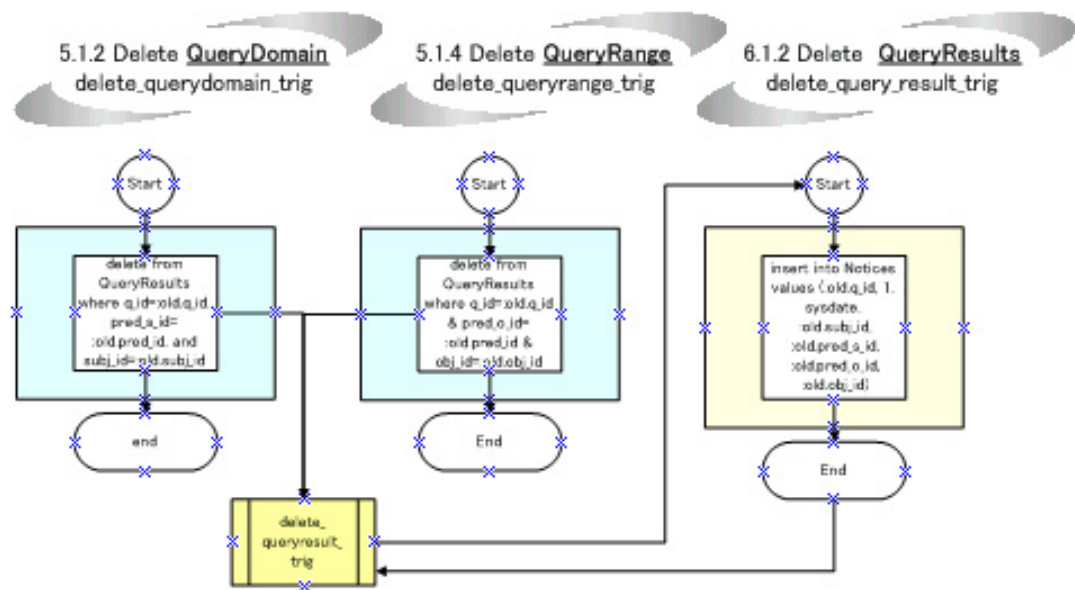 5.1.2 Delete QueryDomain
delete_querydomain_trig
5.1.4 Delete QueryRange
delete_queryrange_trig
6.1.2 Delete QueryResults
delete_query_result_trig
Start
delete from
QueryResults
where q_id=:old.q_id,
pred_s_id=
:old.pred_id, and
subj_id=:old.subj_id
end
Start
delete from
QueryResults
where q_id=:old.q_id
& pred_o_id=
:old.pred_id &
obj_id=:old.obj_id
End
Start
insert into Notices
values (:old.q_id, 1,
sysdate,
:old.subj_id,
:old.pred_s_id,
:old.pred_o_id,
:old.obj_id)
End
delete_
queryresult_
trig